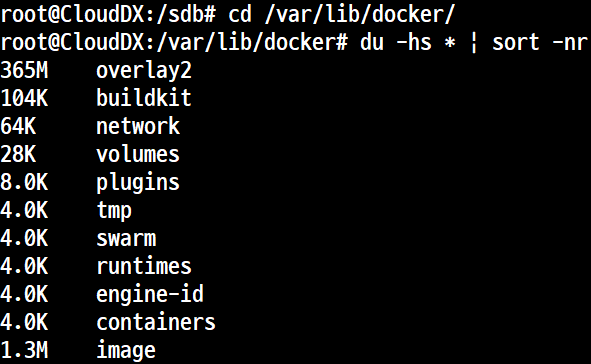 root@CloudDX:/sdb# cd /var/lib/docker/
root@CloudDX:/var/lib/docker# du -hs * | sort -nr
365M    overlay2
104K    buildkit
64K     network
28K     volumes
8.0K    plugins
4.0K    tmp
4.0K    swarm
4.0K    runtimes
4.0K    engine-id
4.0K    containers
1.3M    image